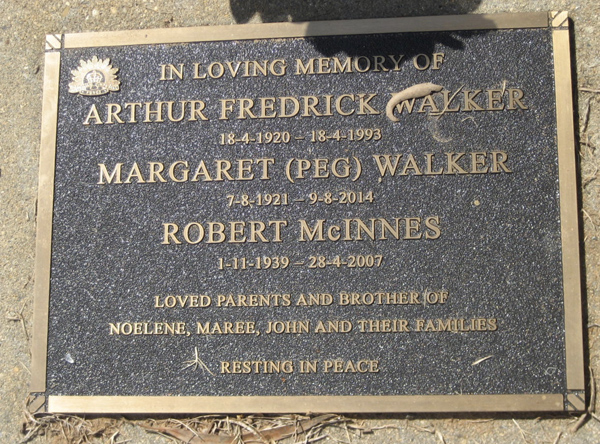 IN LOVING MEMORY OF
ARTHUR FREDRICK WALKER
18-4-1920 – 18-4-1993
MARGARET (PEG) WALKER
7-8-1921 – 9-8-2014
ROBERT McINNES
1-11-1939 – 28-4-2007
LOVED PARENTS AND BROTHER OF
NOELENE, MAREE, JOHN AND THEIR FAMILIES
RESTING IN PEACE